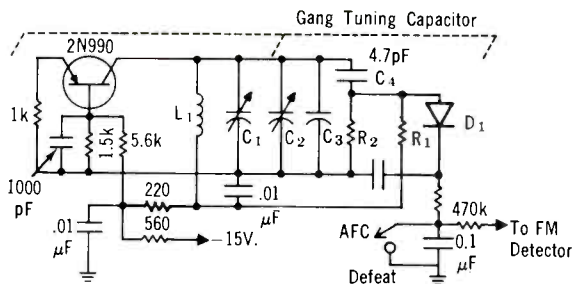 Gang Tuning Capacitor
2N990
4.7pF
C4
1k
1.5k
5.6k
L1
C1
C2
C3
R2
R1
D1
1000
pF
.01
μF
220
560
-15V.
.01
μF
AFC
Defeat
470k
0.1
μF
To FM
Detector